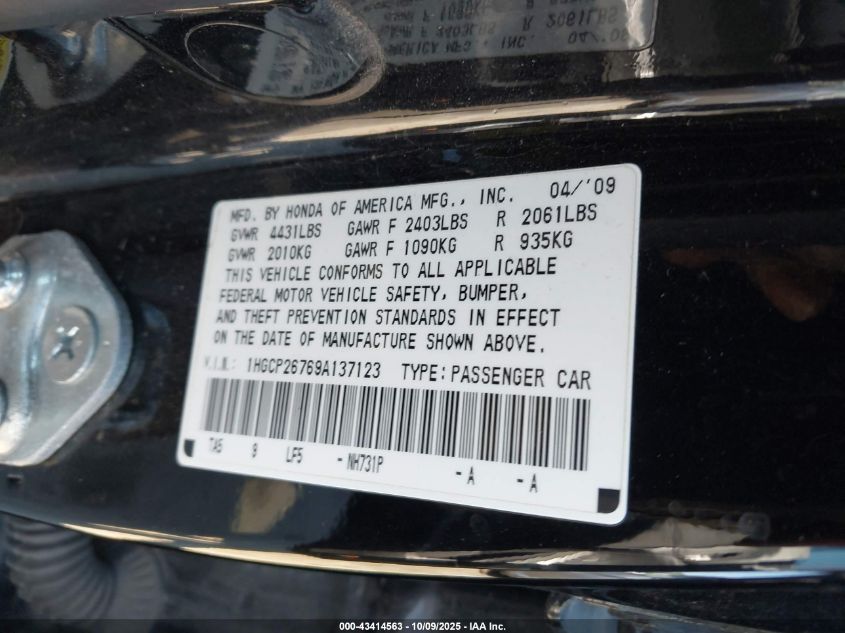 MFD. BY HONDA OF AMERICA MFG., INC. 04/'09
GVWR 4431LBS GAWR F 2403LBS R 2061LBS
GVWR 2010KG GAWR F 1090KG R 935KG
THIS VEHICLE CONFORMS TO ALL APPLICABLE
FEDERAL MOTOR VEHICLE SAFETY, BUMPER,
AND THEFT PREVENTION STANDARDS IN EFFECT
ON THE DATE OF MANUFACTURE SHOWN ABOVE.
V.I.N.: 1HGCP26769A137123 TYPE:PASSENGER CAR
TA5 9 LF5 -NH731P -A -A
000-43414563 - 10/09/2025 - IAA Inc.